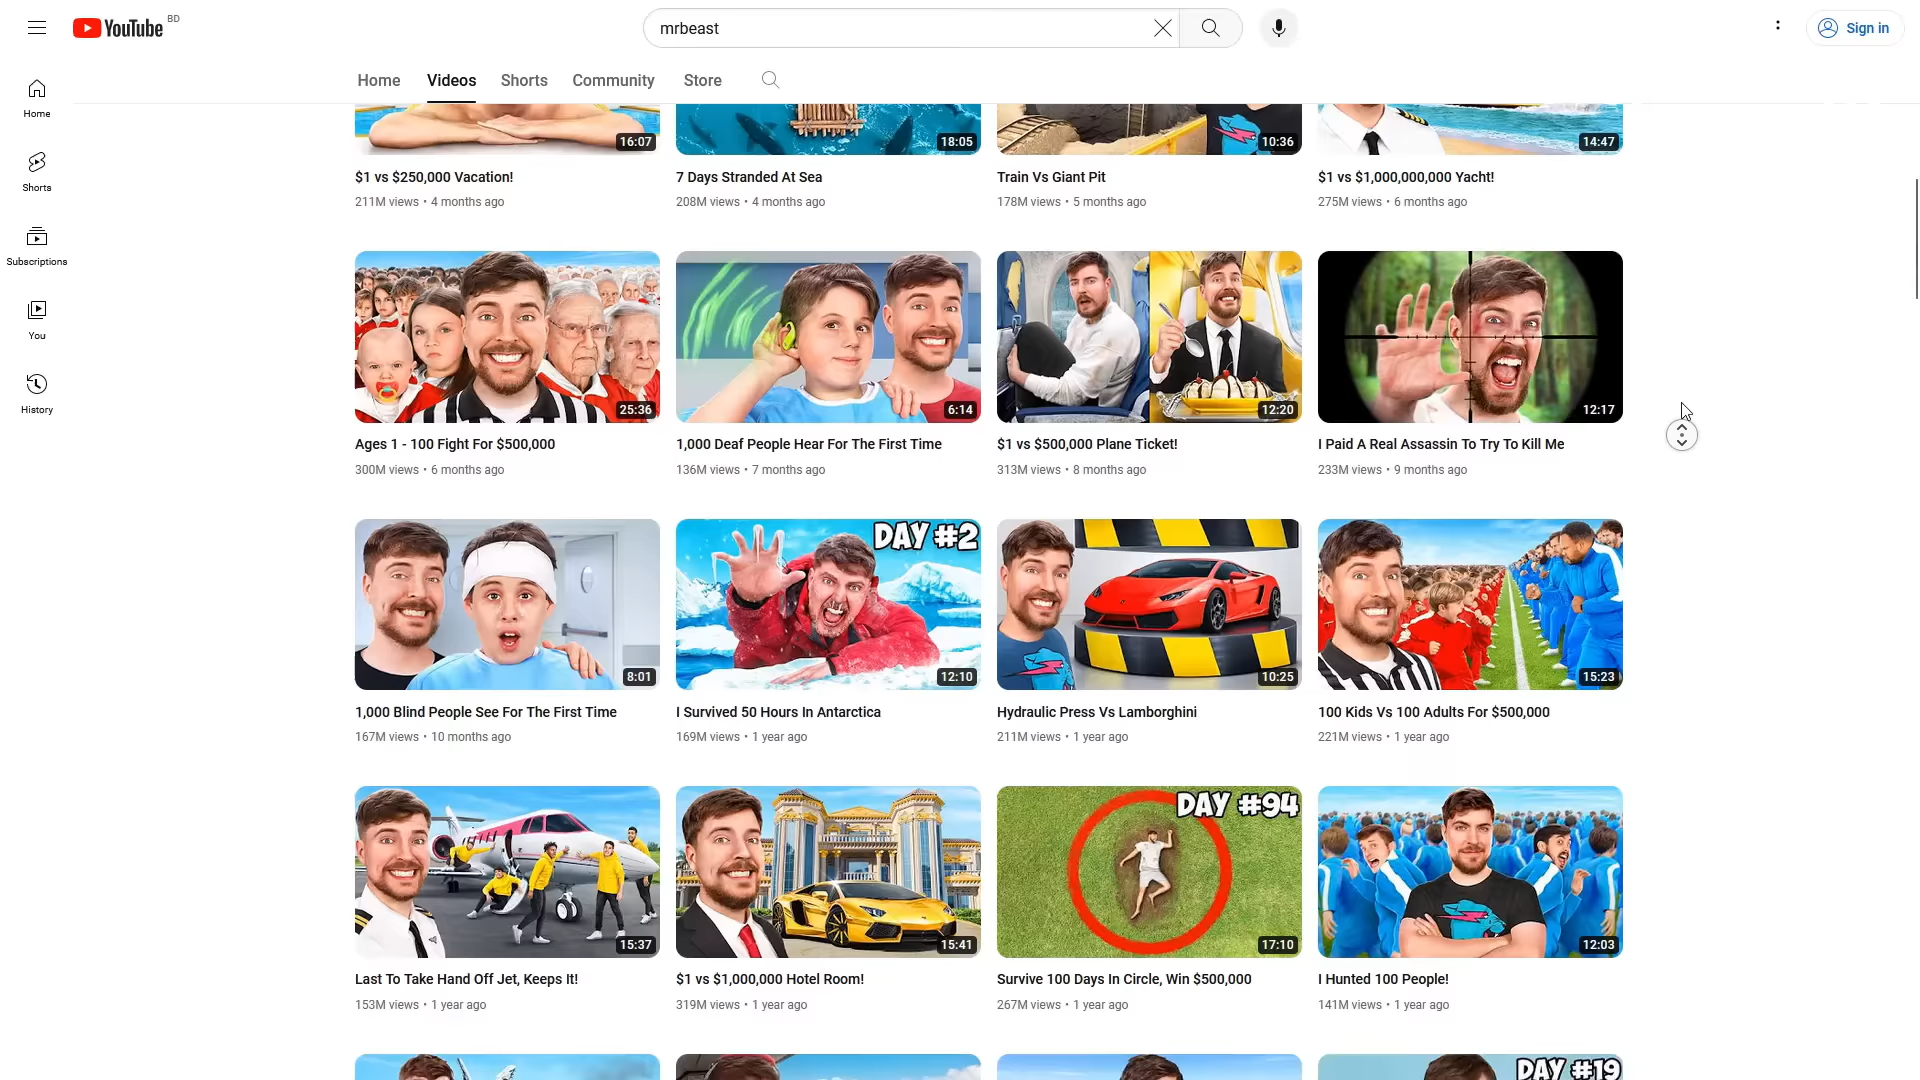 YouTube BD
mrbeast
Sign in
Home Videos Shorts Community Store
Home
Shorts
Subscriptions
You
History
16:07 18:05 10:36 14:47
$1 vs $250,000 Vacation! 7 Days Stranded At Sea Train Vs Giant Pit $1 vs $1,000,000,000 Yacht!
211M views • 4 months ago 208M views • 4 months ago 178M views • 5 months ago 275M views • 6 months ago
25:36 6:14 12:20 12:17
Ages 1 - 100 Fight For $500,000 1,000 Deaf People Hear For The First Time $1 vs $500,000 Plane Ticket! I Paid A Real Assassin To Try To Kill Me
300M views • 6 months ago 136M views • 7 months ago 313M views • 8 months ago 233M views • 9 months ago
DAY #2
8:01 12:10 10:25 15:23
1,000 Blind People See For The First Time I Survived 50 Hours In Antarctica Hydraulic Press Vs Lamborghini 100 Kids Vs 100 Adults For $500,000
167M views • 10 months ago 169M views • 1 year ago 211M views • 1 year ago 221M views • 1 year ago
DAY #94
15:37 15:41 17:10 12:03
Last To Take Hand Off Jet, Keeps It! $1 vs $1,000,000 Hotel Room! Survive 100 Days In Circle, Win $500,000 I Hunted 100 People!
153M views • 1 year ago 319M views • 1 year ago 267M views • 1 year ago 141M views • 1 year ago
DAY #19